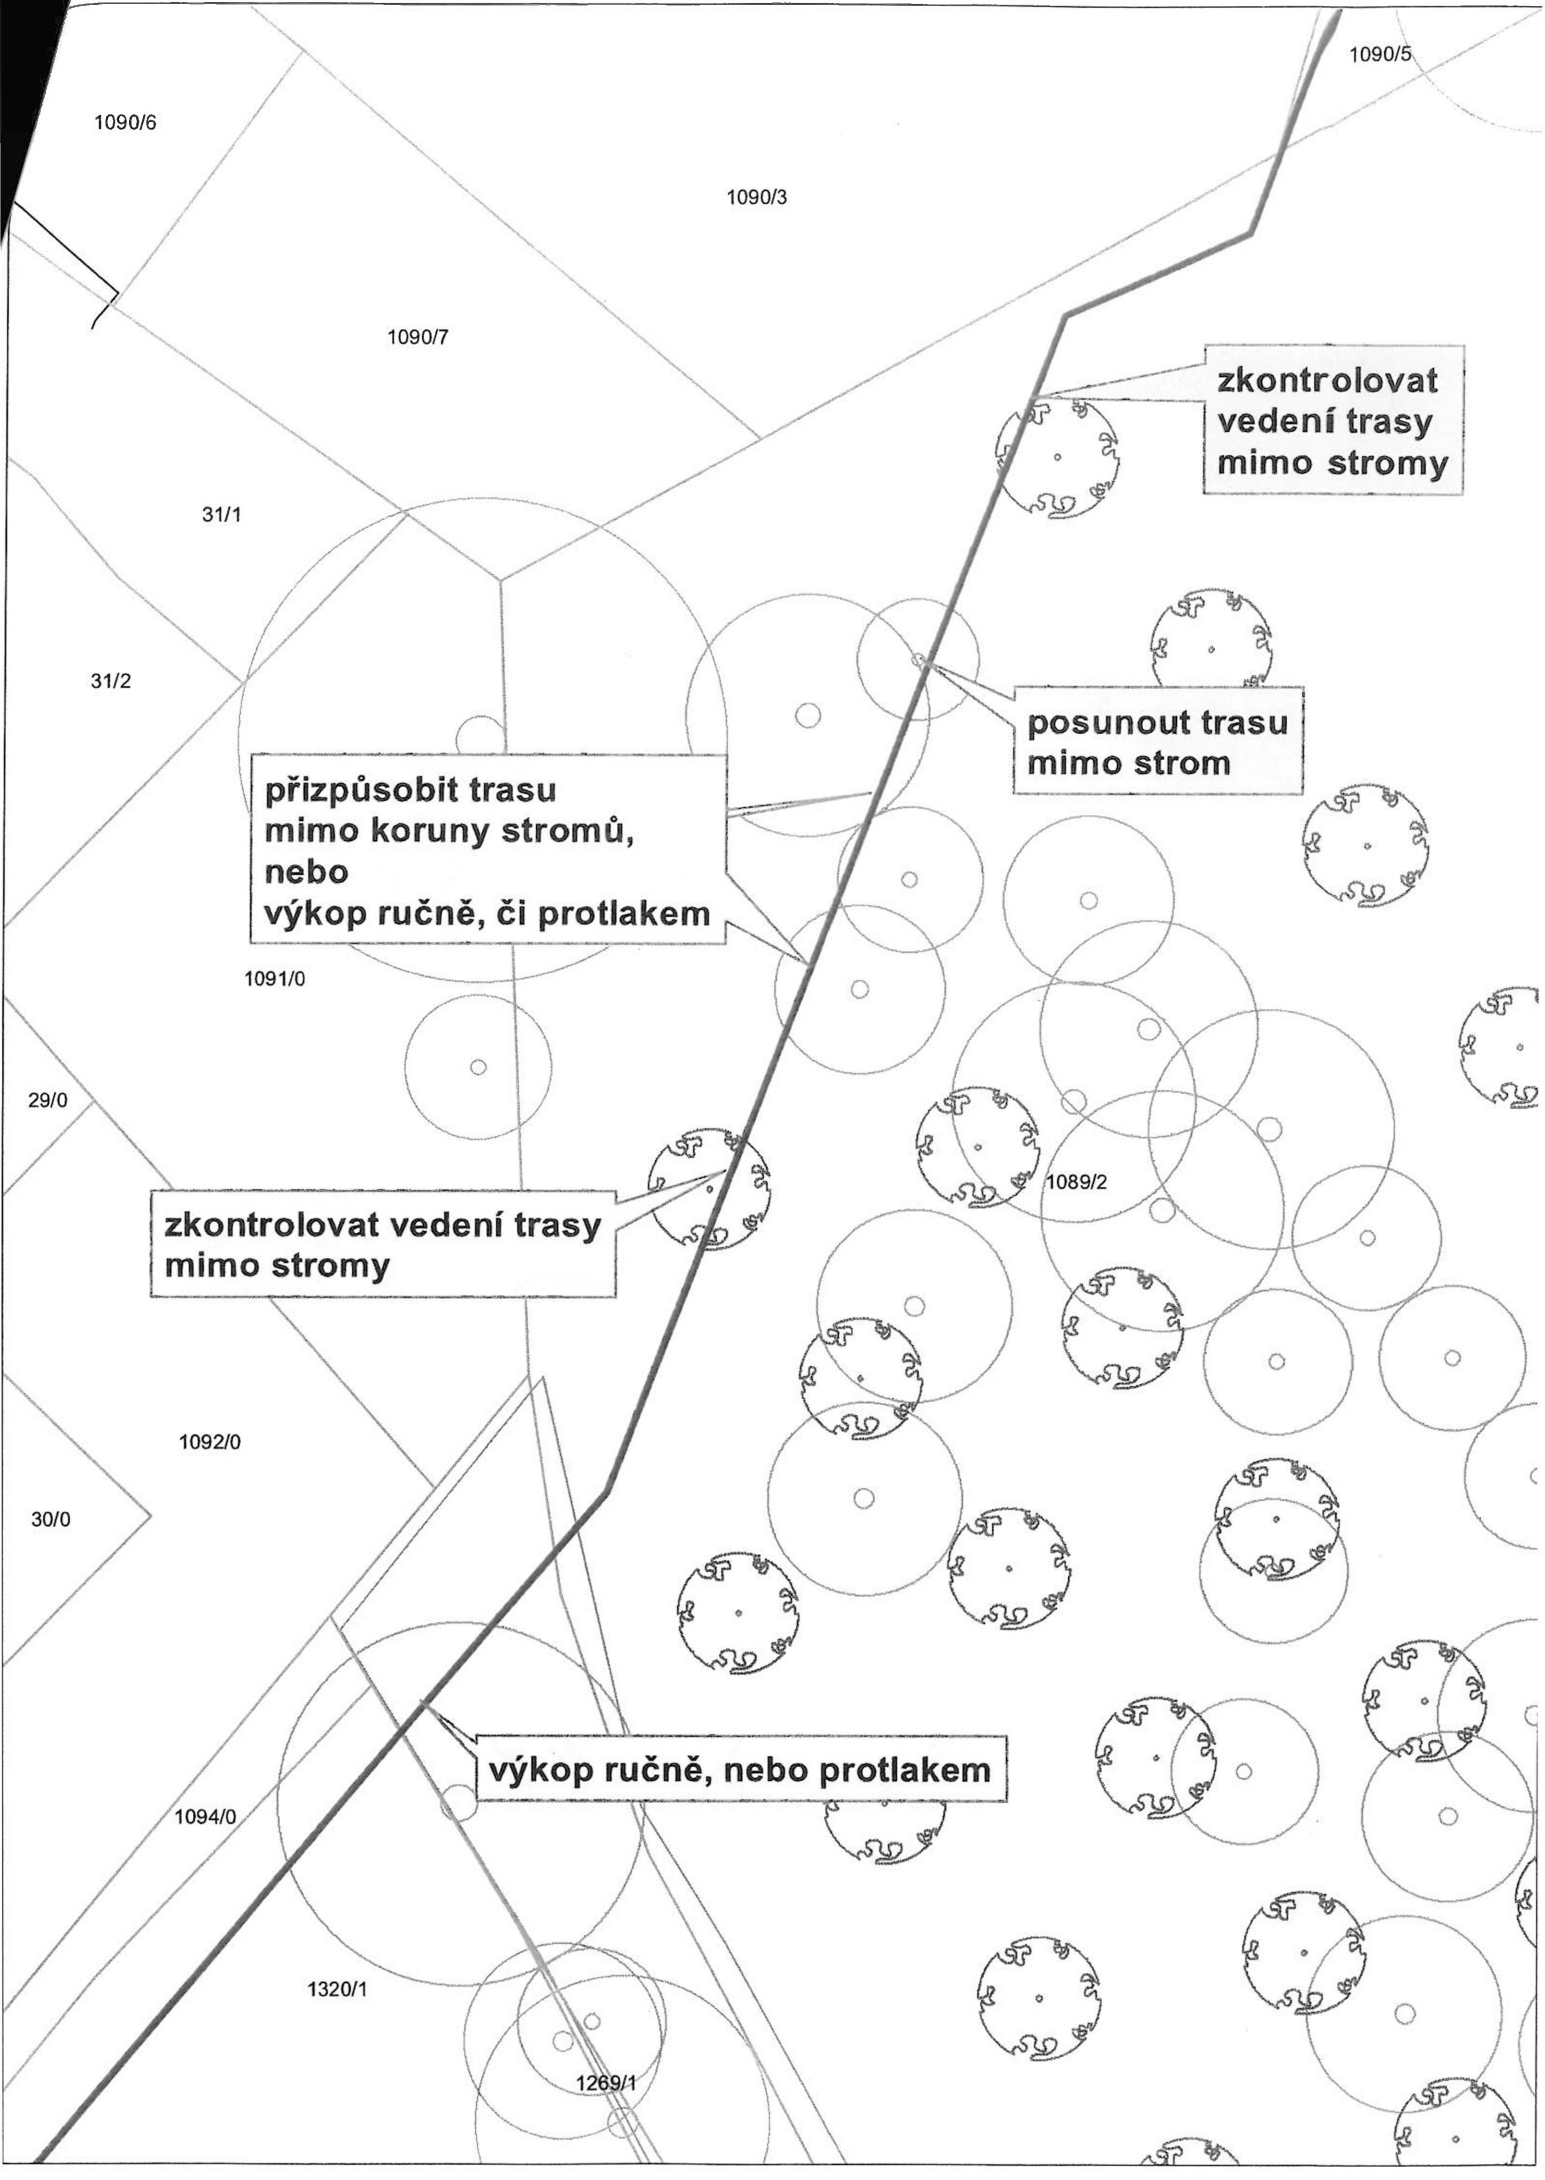 1090/5
1090/6
1090/3
1090/7
zkontrolovat
vedení trasy
mimo stromy
31/1
31/2
posunout trasu
mimo strom
přizpůsobit trasu
mimo koruny stromů,
nebo
výkop ručně, či protlakem
1091/0
29/0
1089/2
zkontrolovat vedení trasy
mimo stromy
1092/0
30/0
výkop ručně, nebo protlakem
1094/0
1320/1
1269/1